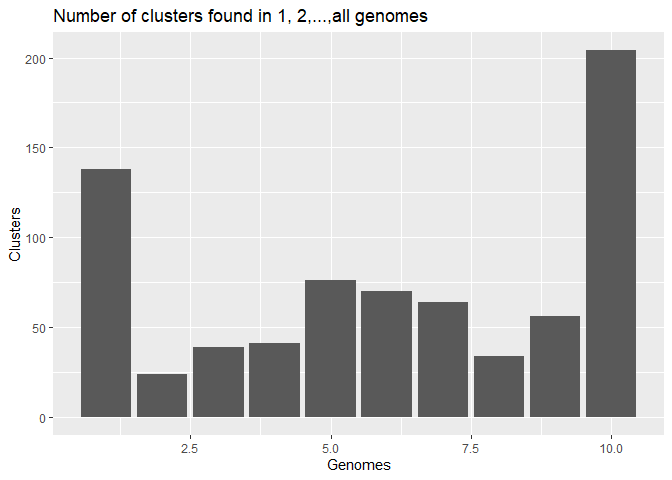 Number of clusters found in 1, 2,...,all genomes
200
150
100
50
0
Clusters
2.5 5.0 7.5 10.0
Genomes